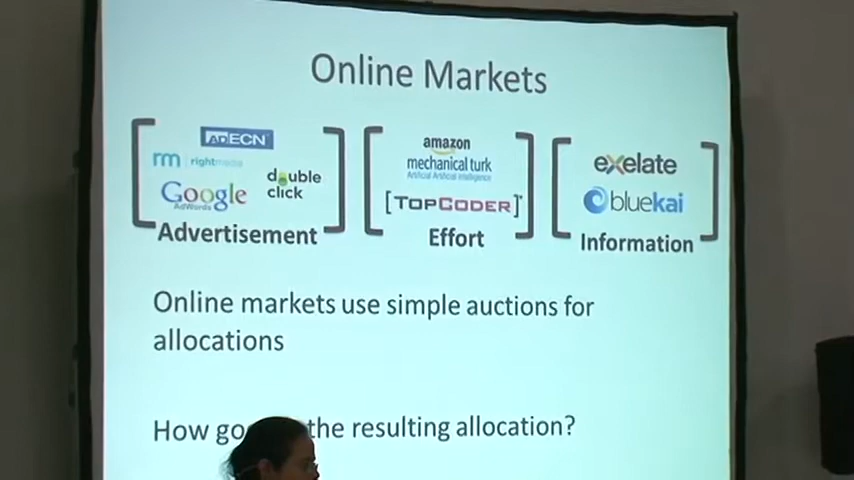 Online Markets
ADECN
rm rightmedia
Google
AdWords
double
click
Advertisement
amazon
mechanical turk
Artificial Artificial Intelligence
[TOPCODER]
Effort
exelate
bluekai
Information
Online markets use simple auctions for
allocations
How go the resulting allocation?